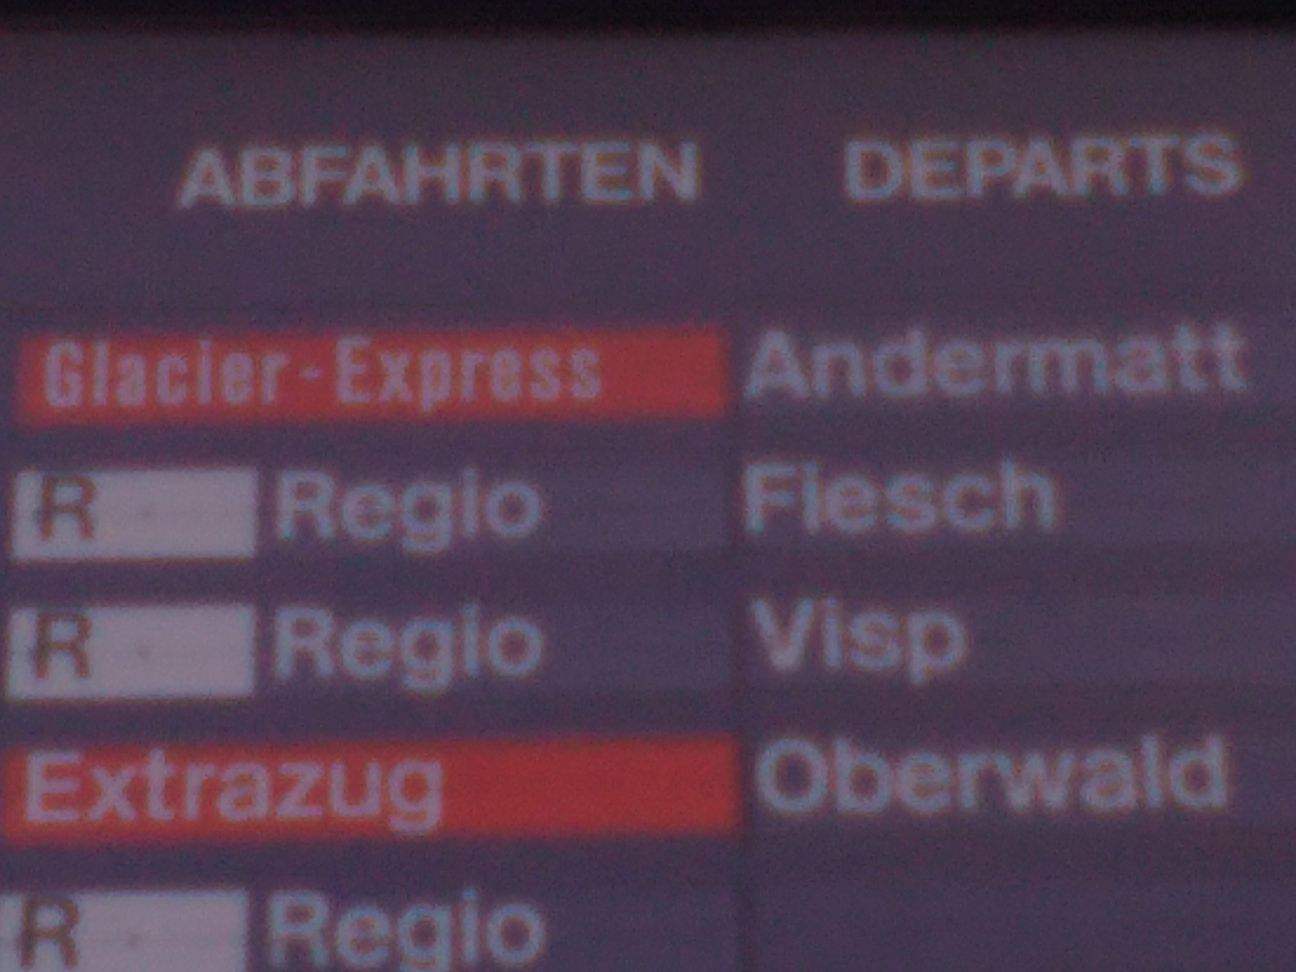 ABFAHRTEN DEPARTS
Glacier-Express Andermatt
R Regio Fiesch
R Regio Visp
Extrazug Oberwald
R Regio